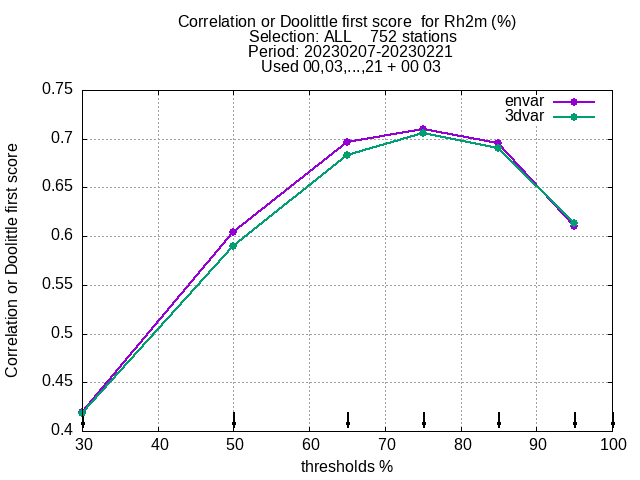 Correlation or Doolittle first score  for Rh2m (%)
Selection: ALL    752 stations
Period: 20230207-20230221
Used 00,03,...,21 + 00 03
envar
3dvar
Correlation or Doolittle first score
0.75
0.7
0.65
0.6
0.55
0.5
0.45
0.4
30 40 50 60 70 80 90 100
thresholds %